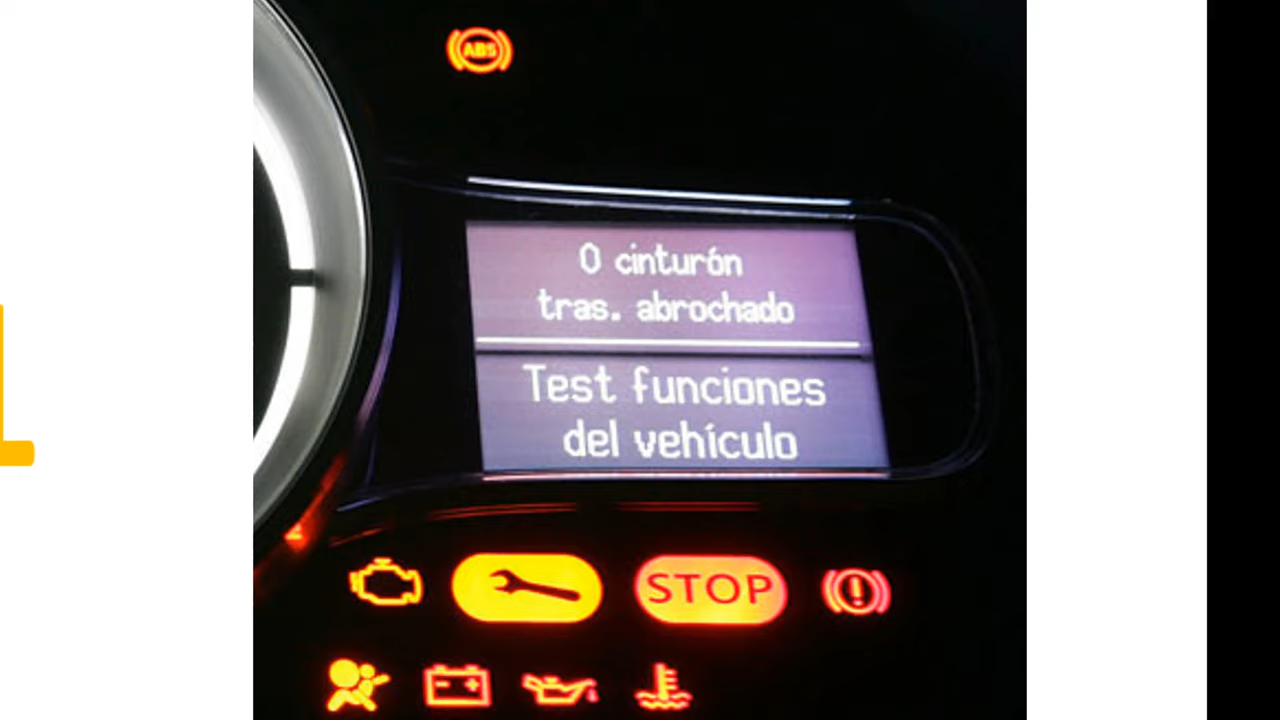 ABS
0 cinturón
tras. abrochado
Test funciones
del vehículo
STOP